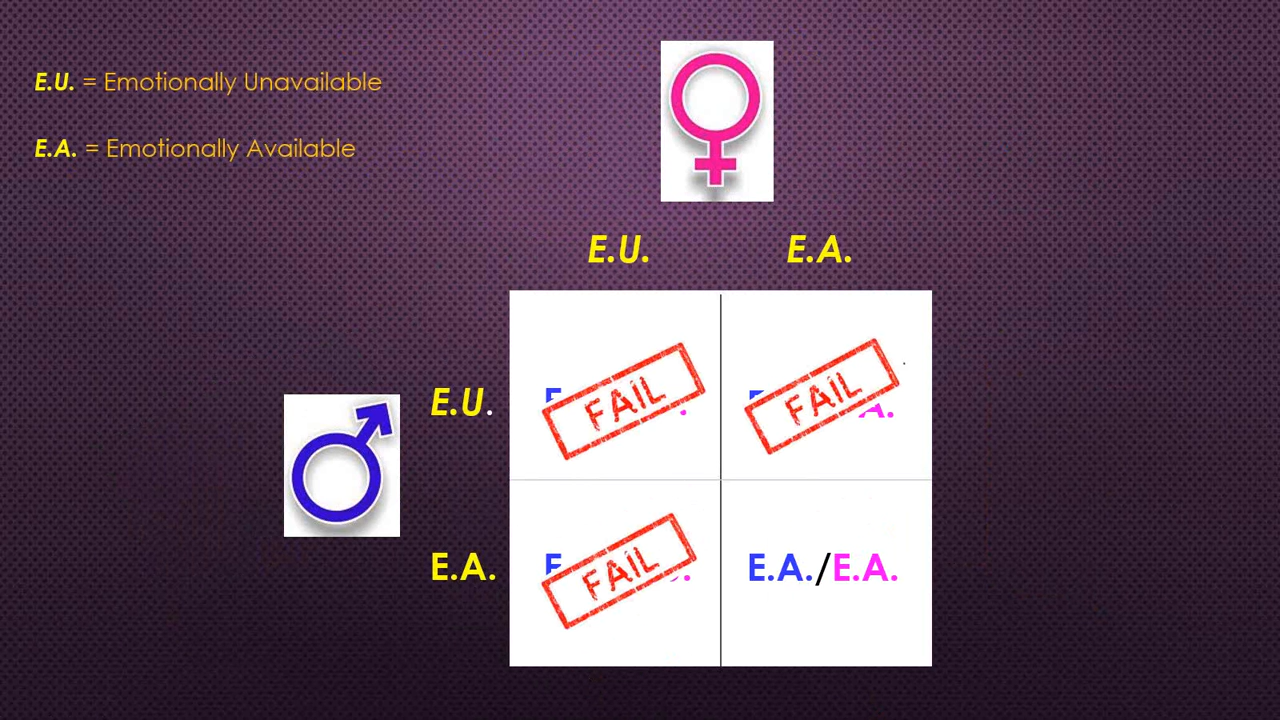 E.U. = Emotionally Unavailable
E.A. = Emotionally Available
E.U. E.A.
E.U. FAIL FAIL A.
E.A. FAIL E.A./E.A.